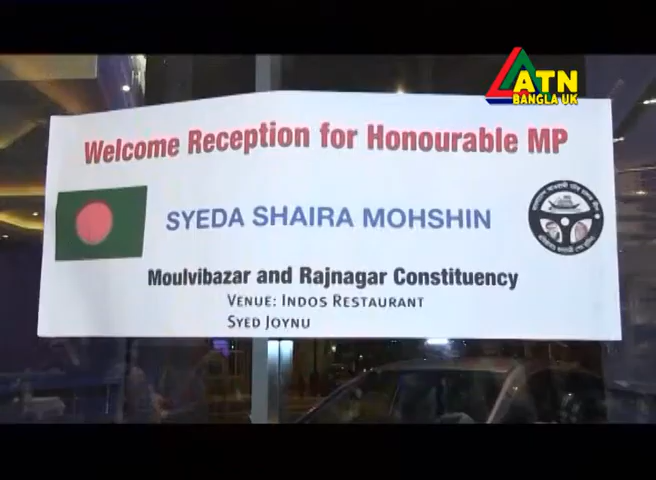 ATN
BANGLA UK
Welcome Reception for Honourable MP
SYEDA SHAIRA MOHSHIN
Moulvibazar and Rajnagar Constituency
VENUE: INDOS RESTAURANT
SYED JOYNU